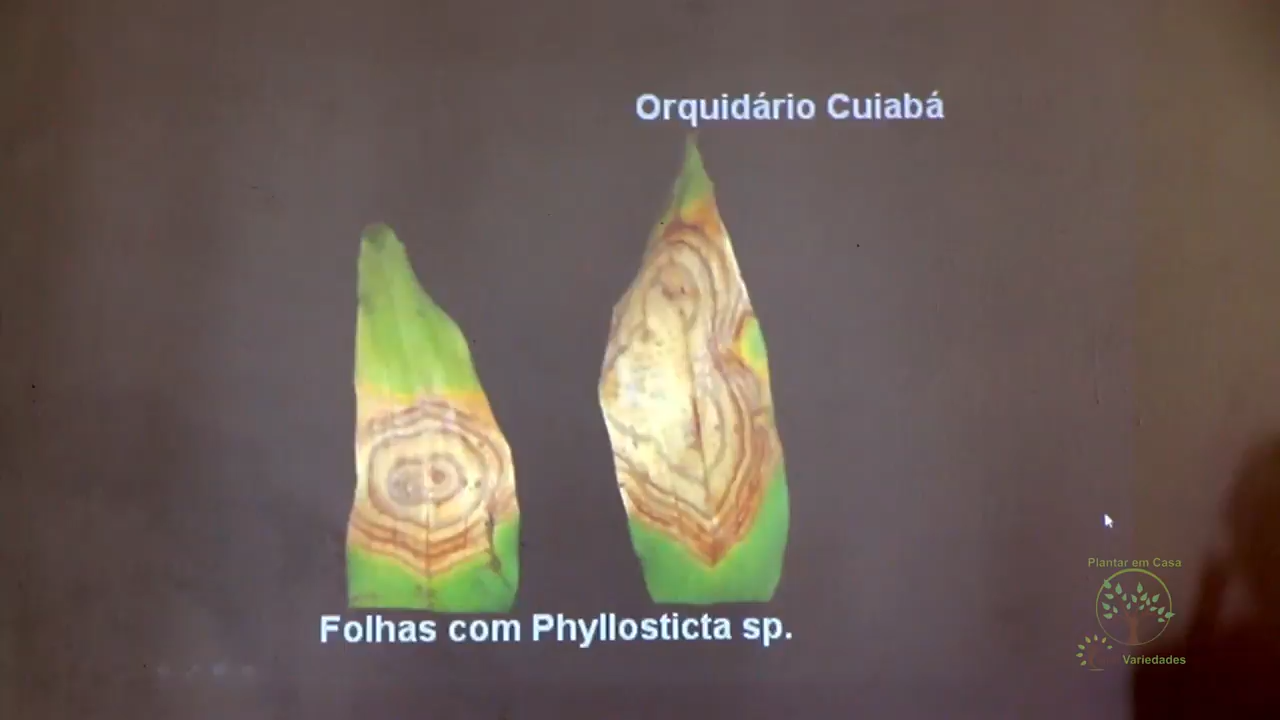 Orquidário Cuiabá
Folhas com Phyllosticta sp.
Plantar em Casa
Variedades